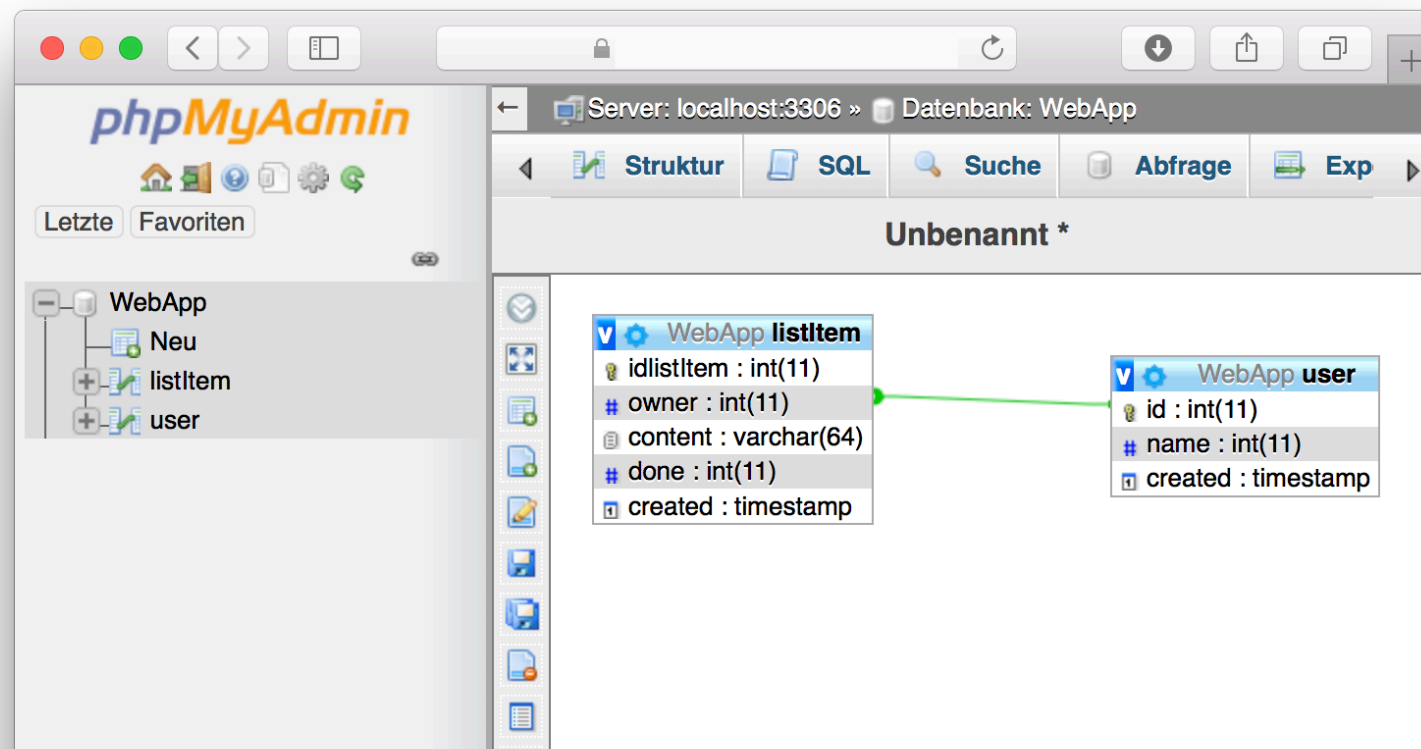 phpMyAdmin
Letzte Favoriten
WebApp
Neu
listItem
user
Server: localhost:3306 » Datenbank: WebApp
Struktur SQL Suche Abfrage Exp
Unbenannt *
v WebApp listItem
idlistItem : int(11)
# owner : int(11)
content : varchar(64)
# done : int(11)
created : timestamp
v WebApp user
id : int(11)
# name : int(11)
created : timestamp